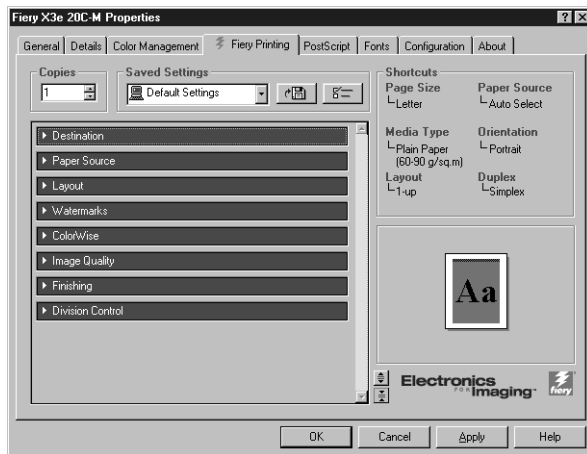 Fiery X3e 20C-M Properties
General Details Color Management Fiery Printing PostScript Fonts Configuration About
Copies
1
Saved Settings
Default Settings
Destination
Paper Source
Layout
Watermarks
ColorWise
Image Quality
Finishing
Division Control
Shortcuts
Page Size
Letter
Paper Source
Auto Select
Media Type
Plain Paper
(60-90 g/sq.m)
Orientation
Portrait
Layout
1-up
Duplex
Simplex
Aa
Electronics
FOR Imaging
fiery
OK Cancel Apply Help